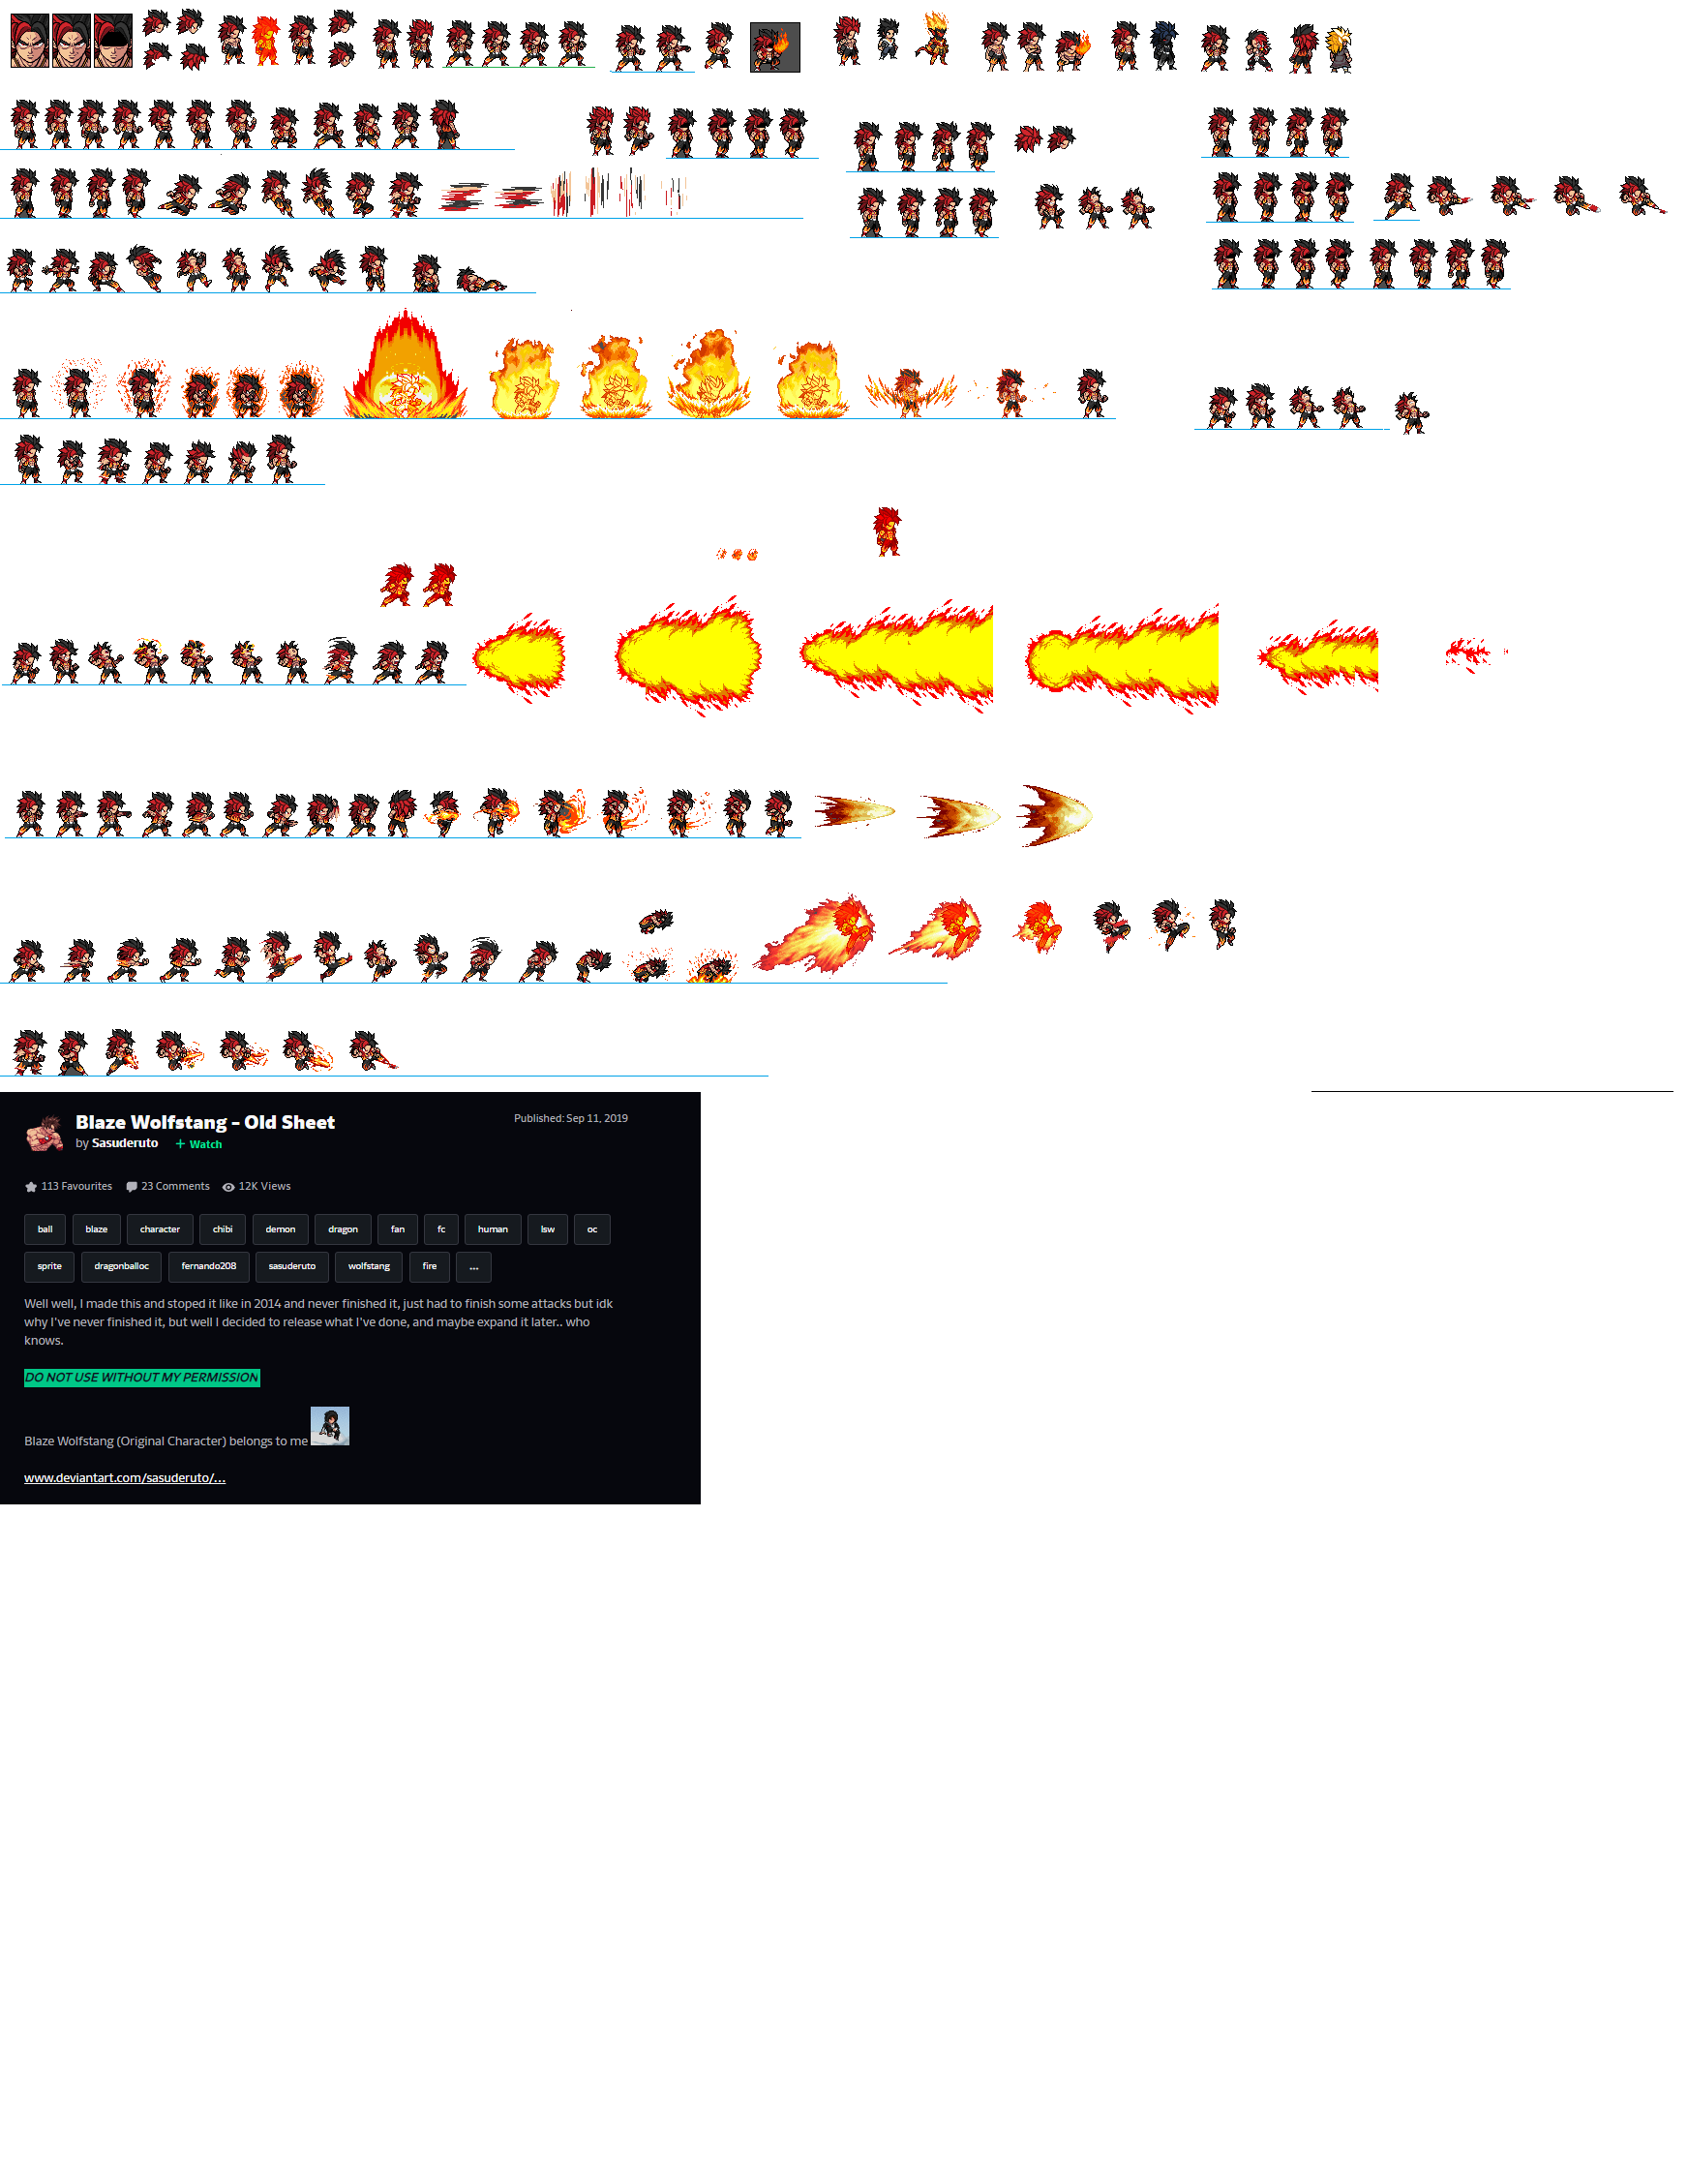 Blaze Wolfstang - Old Sheet
Published: Sep 11, 2019
by Sasuderuto + Watch
113 Favourites 23 Comments 12K Views
ball blaze character chibi demon dragon fan fc human lsw oc
sprite dragonballoc fernando208 sasuderuto wolfstang fire ...
Well well, I made this and stoped it like in 2014 and never finished it, just had to finish some attacks but idk
why I've never finished it, but well I decided to release what I've done, and maybe expand it later.. who
knows.
DO NOT USE WITHOUT MY PERMISSION
Blaze Wolfstang (Original Character) belongs to me
www.deviantart.com/sasuderuto/...